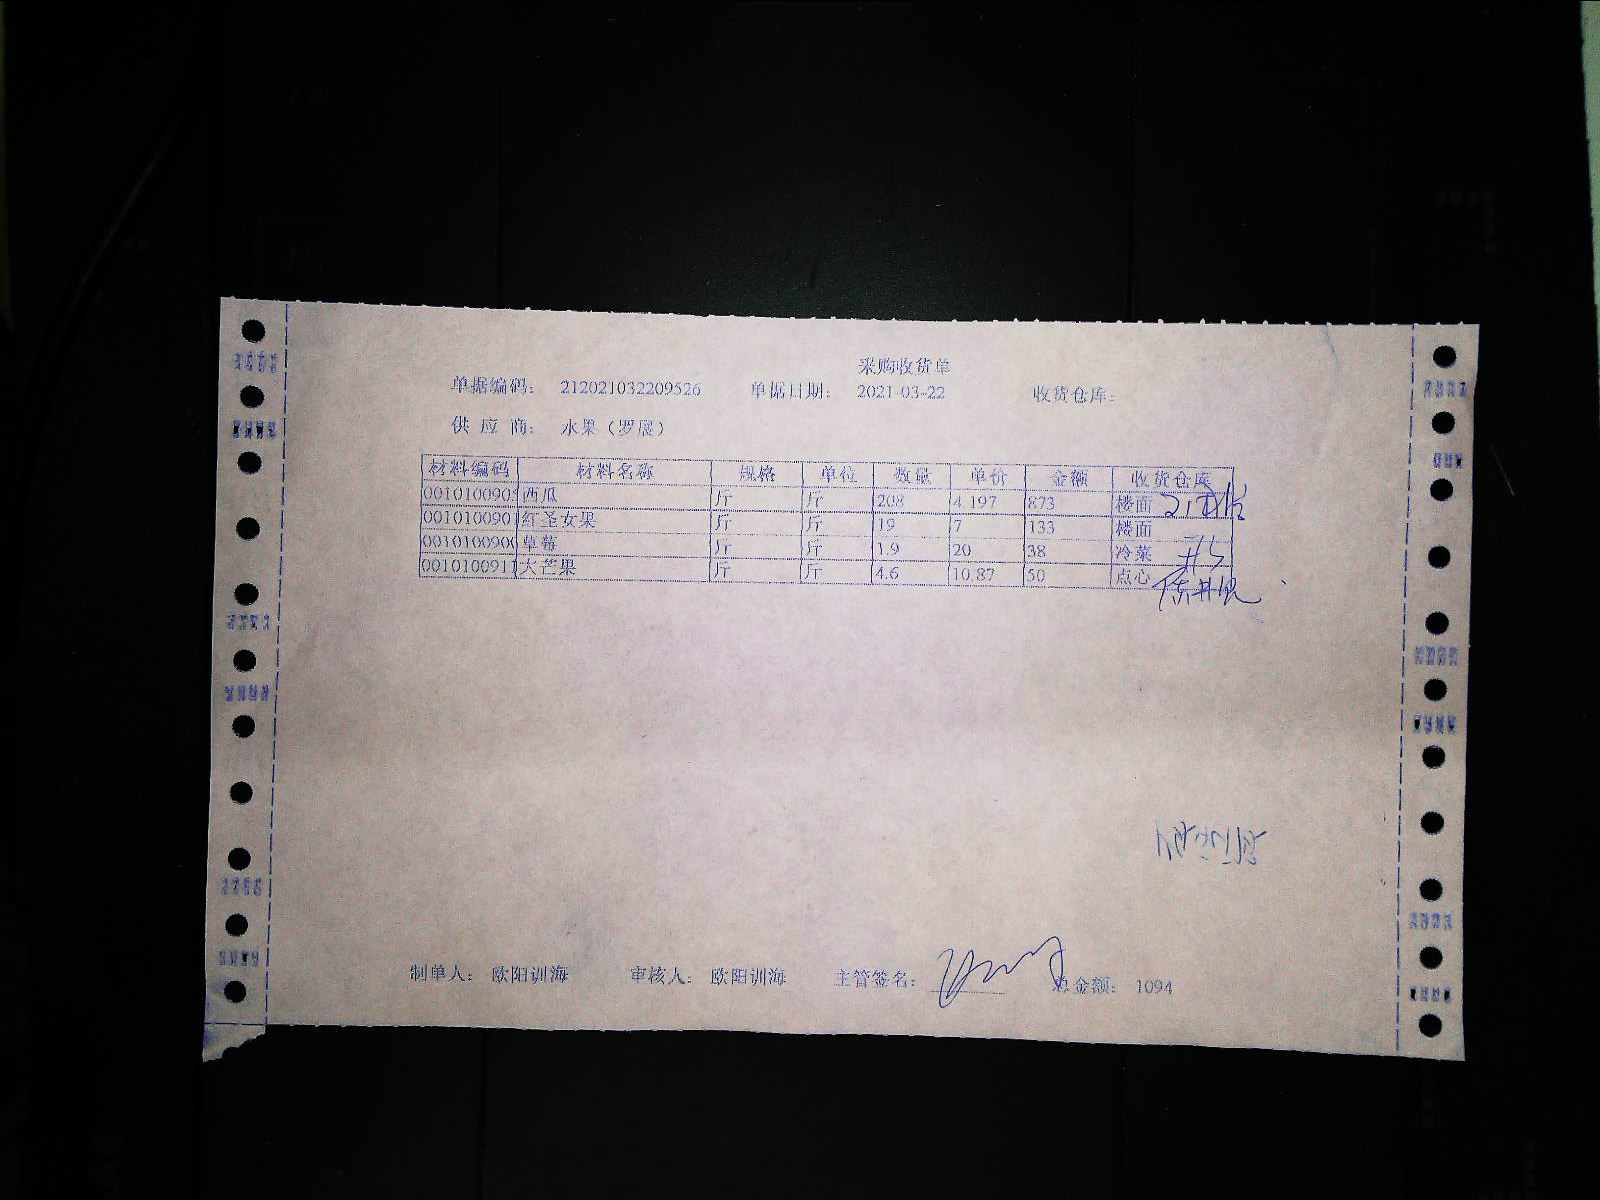 采购收货单
单据编码: 212021032209526 单据日期: 2021-03-22 收货仓库:
供 应 商: 水果(罗展)
材料编码 材料名称 规格 单位 数量 单价 金额 收货仓库
001010090 西瓜 斤 斤 208 4.197 873 楼面
001010090 红圣女果 斤 斤 19 7 133 楼面
001010090 草莓 斤 斤 1.9 20 38 冷菜
0010100911 大芒果 斤 斤 4.6 10.87 50 点心
制单人: 欧阳训海 审核人: 欧阳训海 主管签名: 总金额: 1094